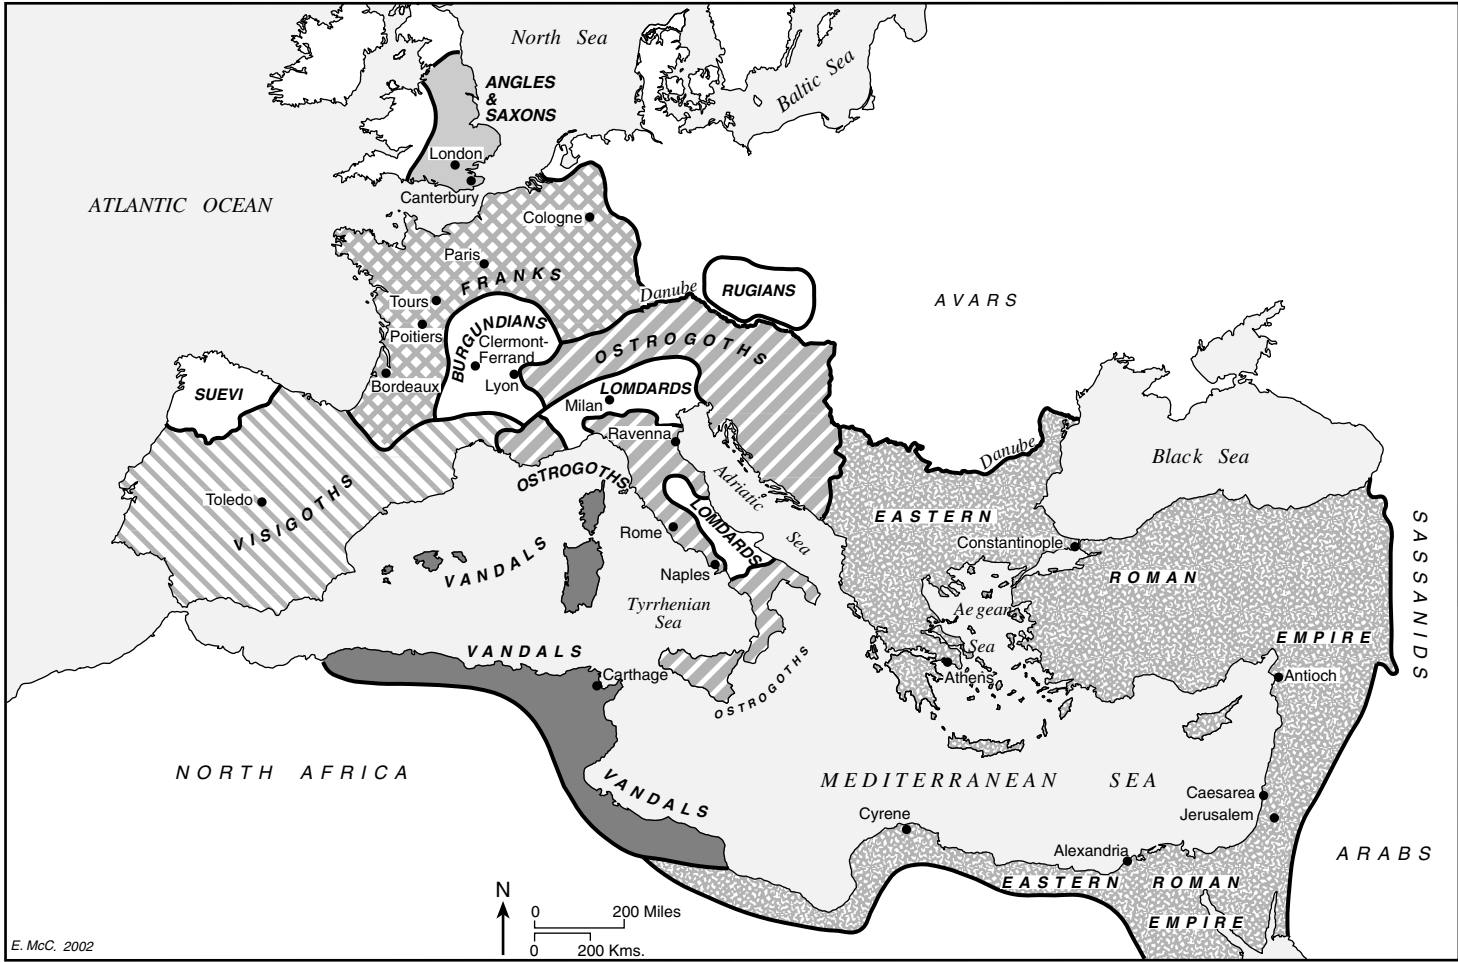 North Sea
Baltic Sea
ANGLES
&
SAXONS
London
Canterbury
ATLANTIC OCEAN
Cologne
Paris
FRANKS
Tours
Danube
RUGIANS
AVARS
Poitiers
BURGUNDIANS
Clermont-
Ferrand
Lyon
OSTROGOTHS
Bordeaux
SUEVI
LOMDARDS
Milan
Ravenna
Danube
Black Sea
OSTROGOTHS
Adriatic
Sea
Toledo
VISIGOTHS
LOMDARDS
Rome
EASTERN
Constantinople
SASSANIDS
VANDALS
Naples
ROMAN
Tyrrhenian
Sea
Aegean
Sea
EMPIRE
VANDALS
Carthage
Athens
Antioch
OSTROGOTHS
NORTH AFRICA
VANDALS
MEDITERRANEAN SEA
Caesarea
Jerusalem
Cyrene
Alexandria
ARABS
EASTERN ROMAN
EMPIRE
N
0 200 Miles
0 200 Kms.
E. McC. 2002